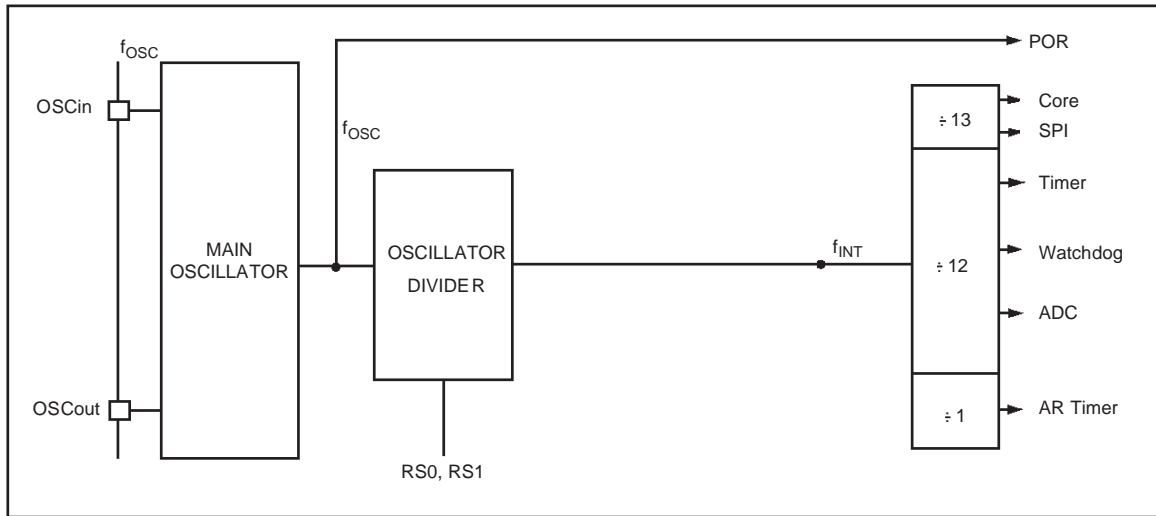 fOSC
POR
OSCin
Core
÷ 13
SPI
fOSC
Timer
MAIN
OSCILLATOR
OSCILLATOR
DIVIDER
fINT
÷ 12
Watchdog
ADC
OSCout
÷ 1
AR Timer
RS0, RS1